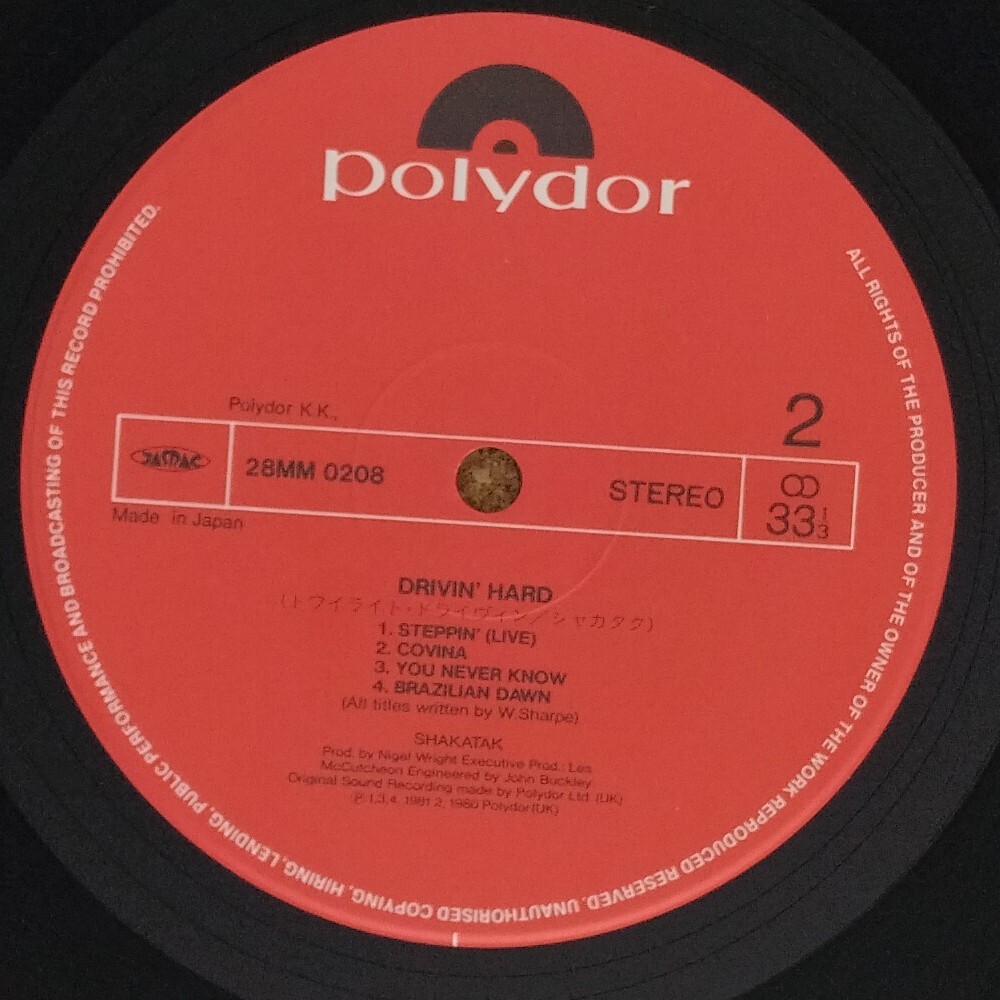 polydor
Polydor K.K.,
2
JASRAC
28MM 0208
STEREO
33 1/3
Made in Japan
DRIVIN' HARD
(トワイライト・ドライヴィン/シャカタク)
1. STEPPIN' (LIVE)
2. COVINA
3. YOU NEVER KNOW
4. BRAZILIAN DAWN
(All titles written by W.Sharpe)
SHAKATAK
Prod. by Nigel Wright Executive Prod.: Les
McCutcheon Engineered by John Buckley
Original Sound Recording made by Polydor Ltd. (UK)
℗ 1,3,4, 1981 2, 1980 Polydor(UK)
ALL RIGHTS OF THE PRODUCER AND OF THE OWNER OF THE WORK REPRODUCED RESERVED. UNAUTHORISED COPYING, HIRING, LENDING, PUBLIC PERFORMANCE AND BROADCASTING OF THIS RECORD PROHIBITED.